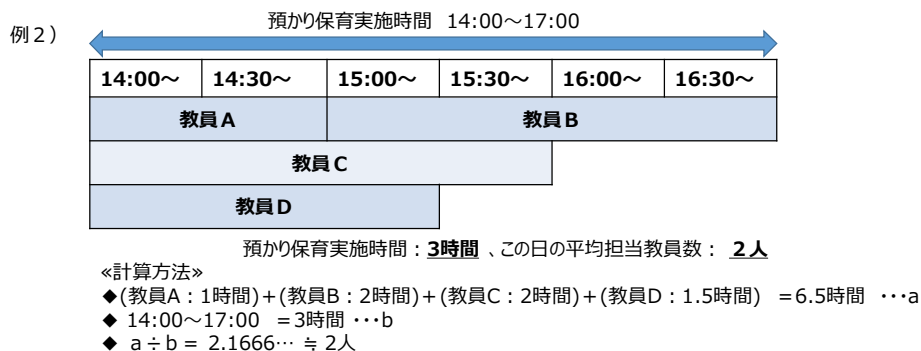 例２）
預かり保育実施時間 14:00～17:00
14:00～ 14:30～ 15:00～ 15:30～ 16:00～ 16:30～
教員Ａ 教員Ｂ
教員Ｃ
教員Ｄ
預かり保育実施時間：3時間 、この日の平均担当教員数： ２人
≪計算方法≫
◆(教員A：1時間)＋(教員B：2時間)＋(教員C：2時間)＋(教員D：1.5時間) ＝6.5時間 ・・・a
◆ 14:00～17:00 ＝3時間 ・・・b
◆ a÷b = 2.1666… ≒ 2人